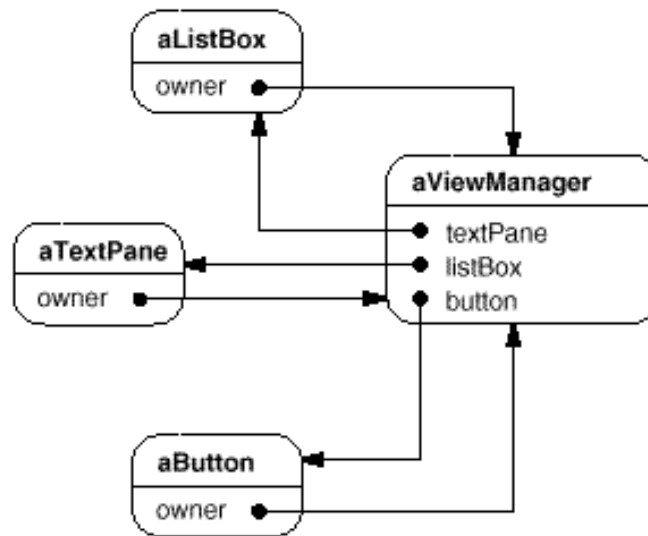 aListBox
owner
aViewManager
textPane
listBox
button
aTextPane
owner
aButton
owner